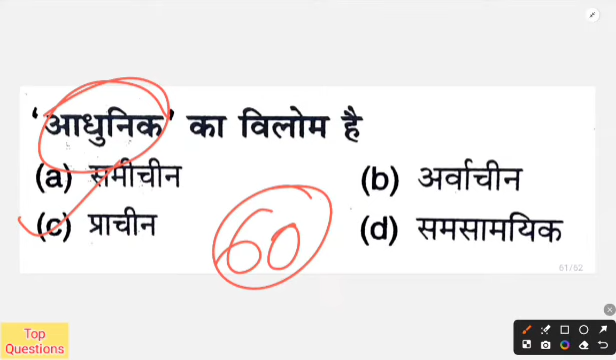 'आधुनिक' का विलोम है
(a) समीचीन (b) अर्वाचीन
(c) प्राचीन (d) समसामयिक
60
61/62
Top
Questions